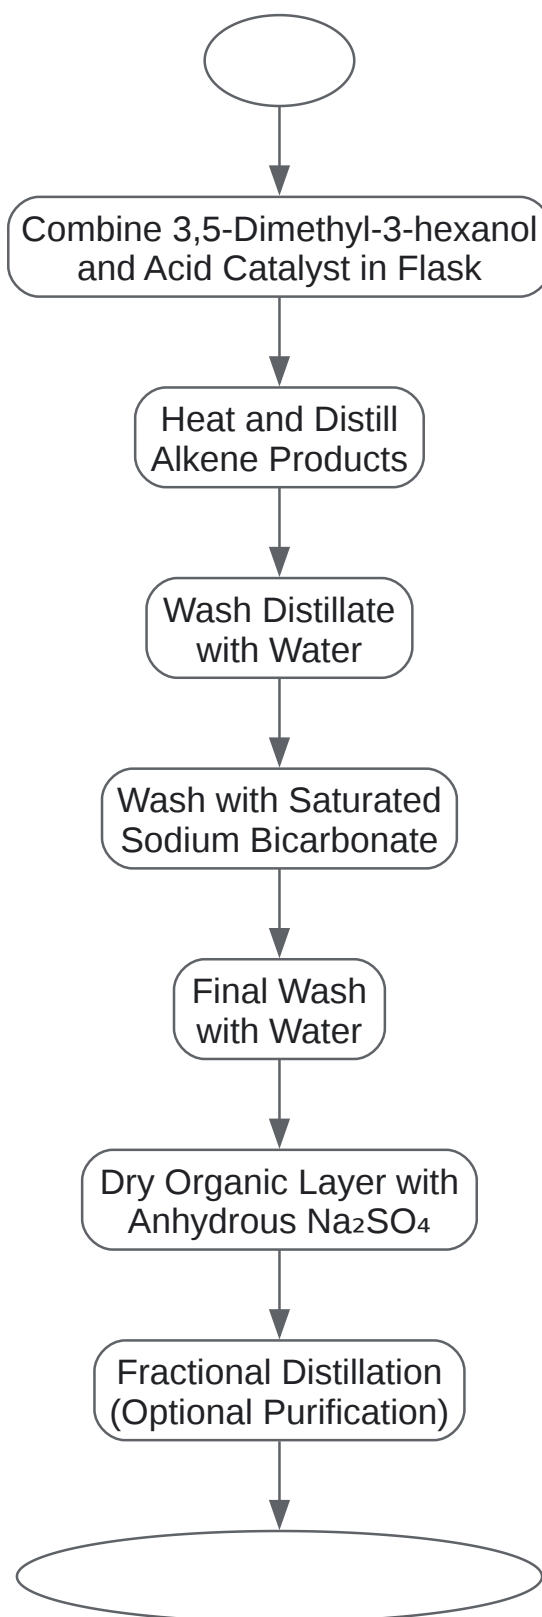 Combine 3,5-Dimethyl-3-hexanol
and Acid Catalyst in Flask
Heat and Distill
Alkene Products
Wash Distillate
with Water
Wash with Saturated
Sodium Bicarbonate
Final Wash
with Water
Dry Organic Layer with
Anhydrous Na₂SO₄
Fractional Distillation
(Optional Purification)